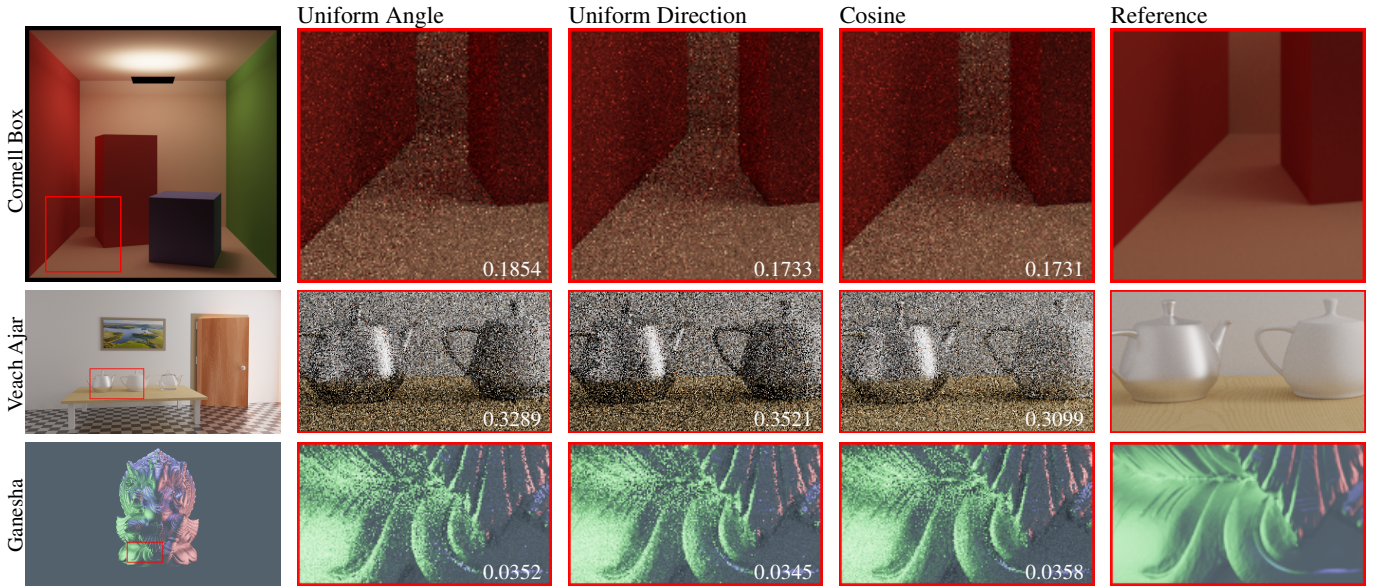 Uniform Angle Uniform Direction Cosine Reference
Cornell Box
0.1854 0.1733 0.1731
Veach Ajar
0.3289 0.3521 0.3099
Ganesha
0.0352 0.0345 0.0358